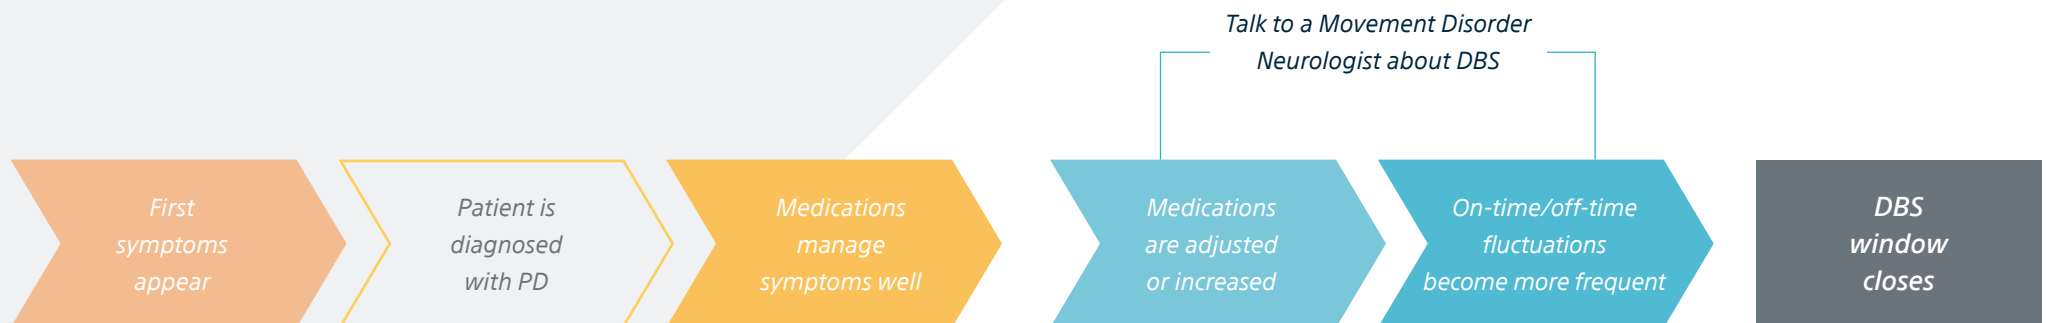 Talk to a Movement Disorder
Neurologist about DBS
First
symptoms
appear
Patient is
diagnosed
with PD
Medications
manage
symptoms well
Medications
are adjusted
or increased
On-time/off-time
fluctuations
become more frequent
DBS
window
closes